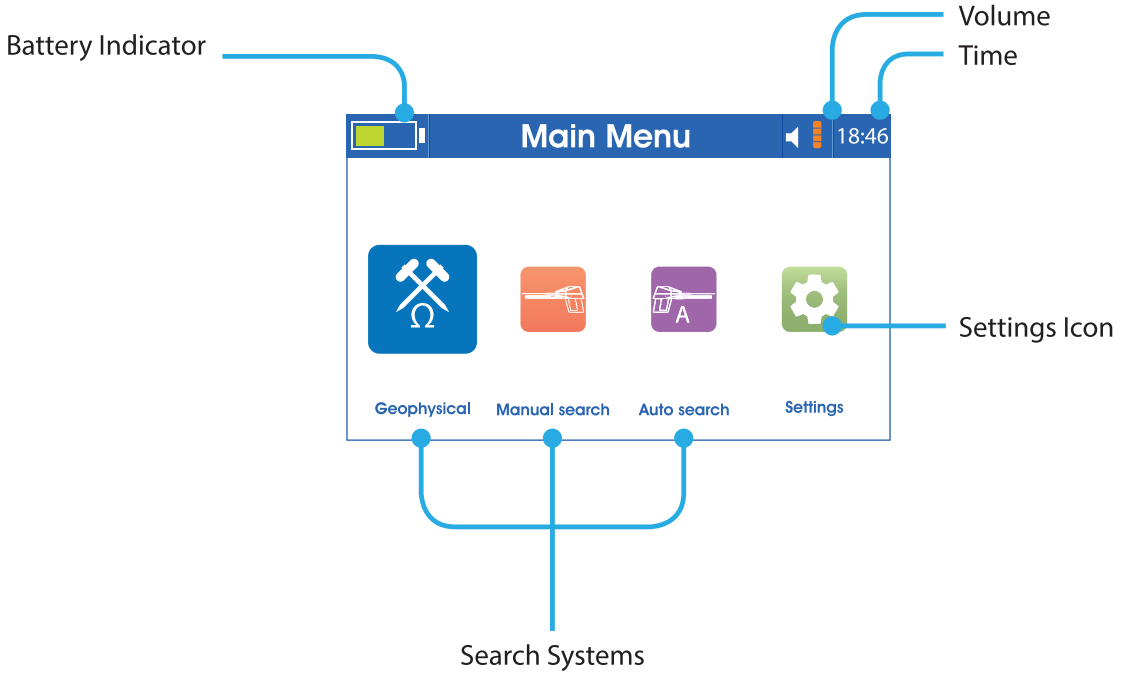 Volume
Battery Indicator
Time
Main Menu
18:46
Ω
A
Settings Icon
Geophysical
Manual search
Auto search
Settings
Search Systems